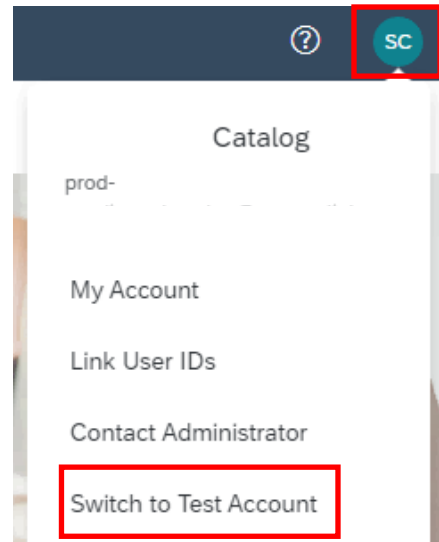 SC
Catalog
prod-
My Account
Link User IDs
Contact Administrator
Switch to Test Account